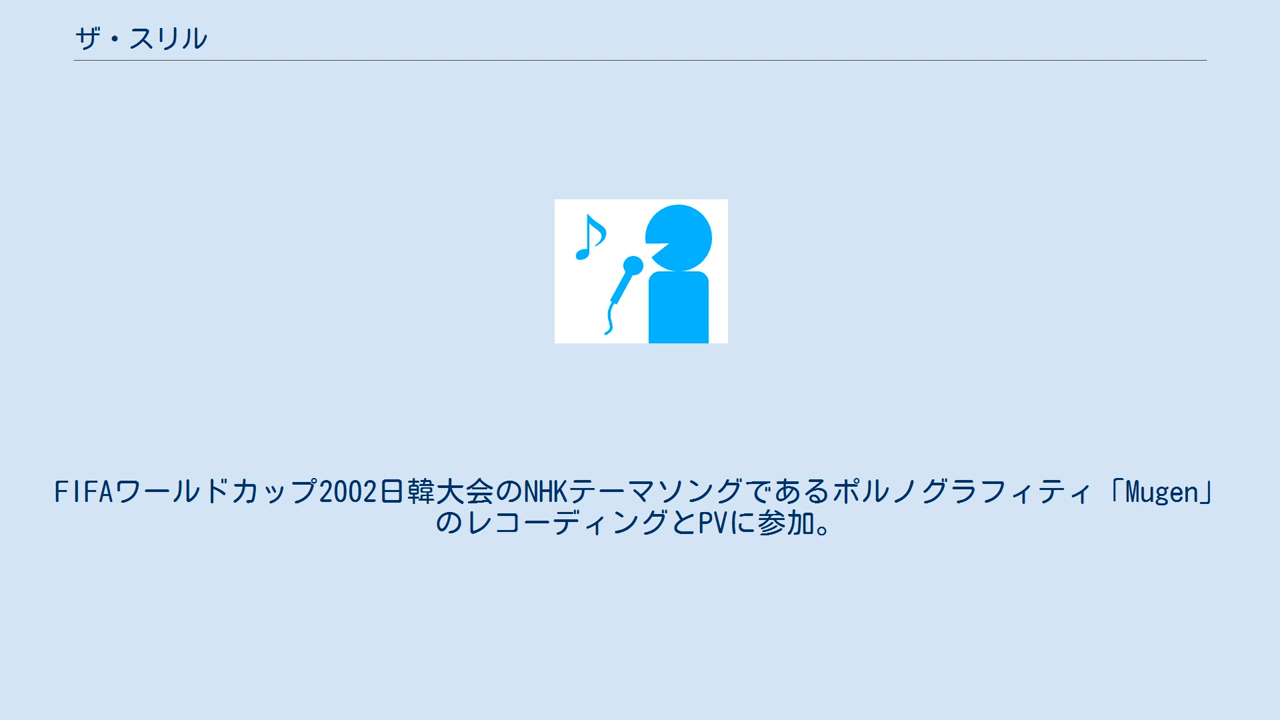 ザ・スリル
FIFAワールドカップ2002日韓大会のNHKテーマソングであるポルノグラフィティ「Mugen」
のレコーディングとPVに参加。